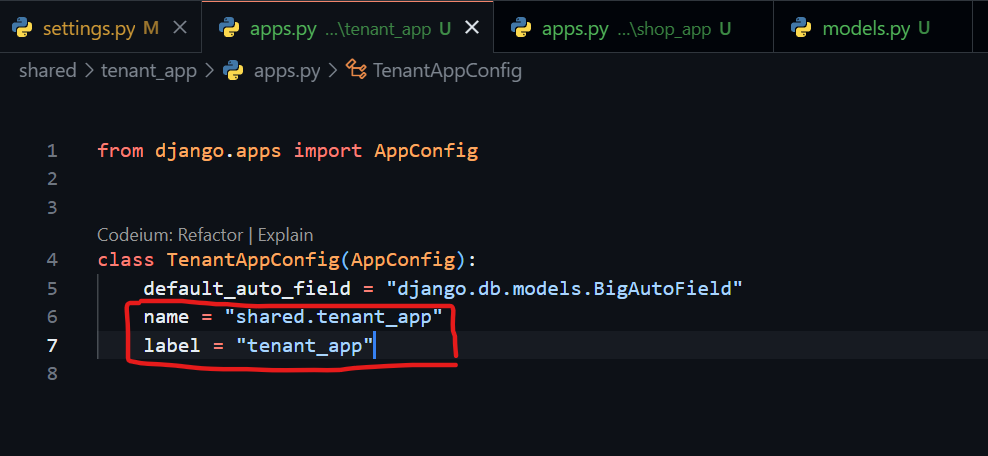 settings.py M
apps.py ...\tenant_app U
apps.py ...\shop_app U
models.py U
shared > tenant_app > apps.py > TenantAppConfig
1 from django.apps import AppConfig
2
3
Codeium: Refactor | Explain
4 class TenantAppConfig(AppConfig):
5 default_auto_field = "django.db.models.BigAutoField"
6 name = "shared.tenant_app"
7 label = "tenant_app"
8